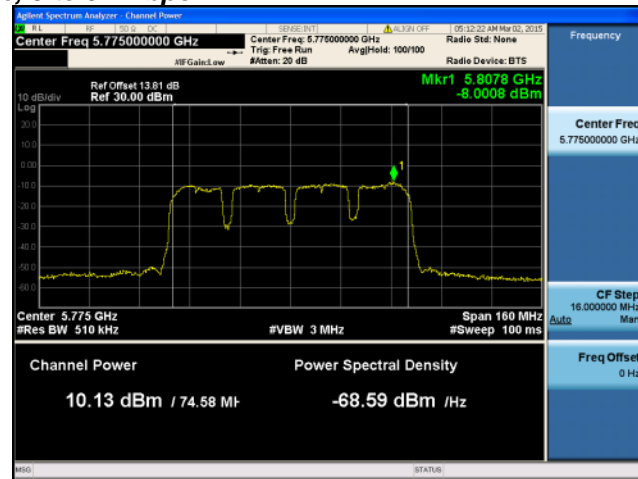 Agilent Spectrum Analyzer - Channel Power
RL RF 50 Ω DC SENSE:INT ALIGN OFF 05:12:22 AM Mar 02, 2015
Center Freq 5.775000000 GHz
Center Freq: 5.775000000 GHz Radio Std: None
Trig: Free Run Avg|Hold: 100/100
#IFGain:Low #Atten: 20 dB Radio Device: BTS
Frequency
Mkr1 5.8078 GHz
-8.0008 dBm
Ref Offset 13.81 dB
10 dB/div Ref 30.00 dBm
Log
20.0
10.0
0.00
-10.0
-20.0
-30.0
-40.0
-50.0
-60.0
1
Center 5.775 GHz Span 160 MHz
#Res BW 510 kHz #VBW 3 MHz #Sweep 100 ms
Channel Power Power Spectral Density
10.13 dBm / 74.58 MH -68.59 dBm /Hz
Center Freq
5.775000000 GHz
CF Step
16.000000 MHz
Auto Man
Freq Offset
0 Hz
MSG STATUS